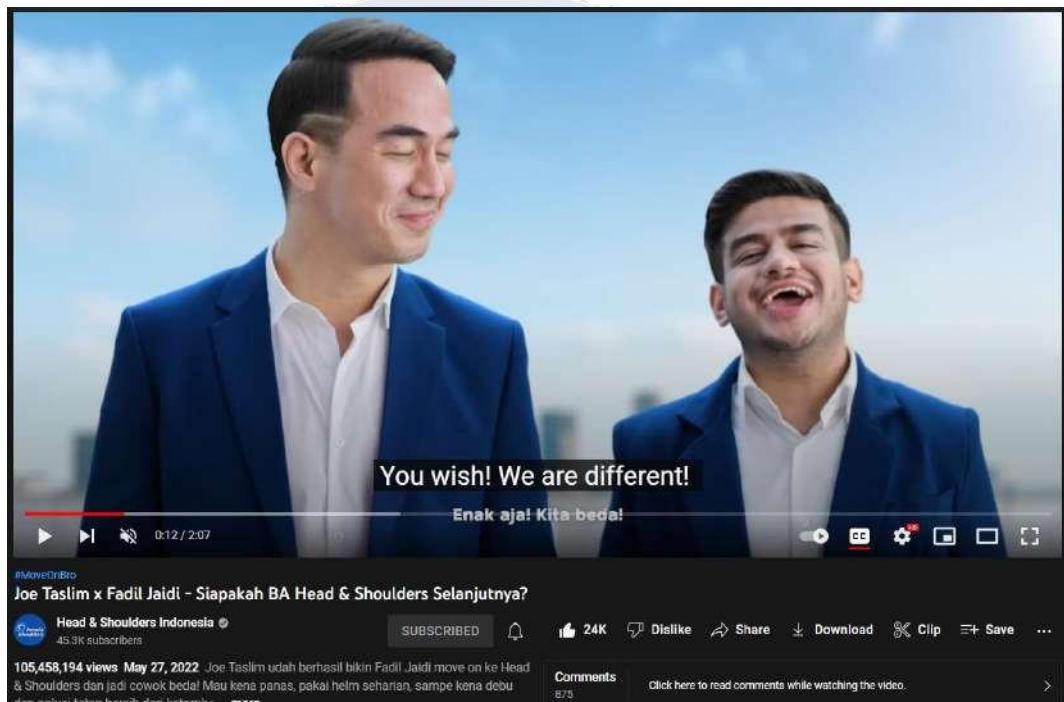 You wish! We are different!
Enak aja! Kita beda!
0:12 / 2:07
CC
HD
#MoveOnBro
Joe Taslim x Fadil Jaidi - Siapakah BA Head & Shoulders Selanjutnya?
Head & Shoulders Indonesia
45.3K subscribers
SUBSCRIBED
24K
Dislike
Share
Download
Clip
Save
105,458,194 views May 27, 2022 Joe Taslim udah berhasil bikin Fadil Jaidi move on ke Head
& Shoulders dan jadi cowok beda! Mau kena panas, pakai helm seharian, sampe kena debu
Comments
875
Click here to read comments while watching the video.